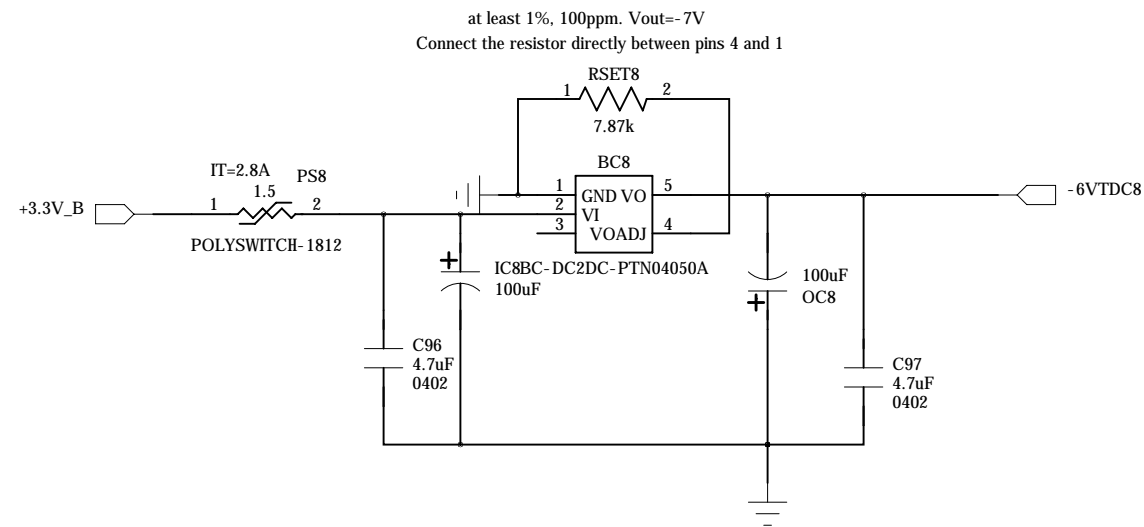 at least 1%, 100ppm. Vout=-7V
Connect the resistor directly between pins 4 and 1
RSET8
1 2
7.87k
BC8
IT=2.8A
1.5 PS8
+3.3V_B 1 2
POLYSWITCH-1812
1 GND VO 5
2 VI
3 VOADJ 4
-6VTDC8
+ IC8BC-DC2DC-PTN04050A
100uF
100uF
+ OC8
C96
4.7uF
0402
C97
4.7uF
0402